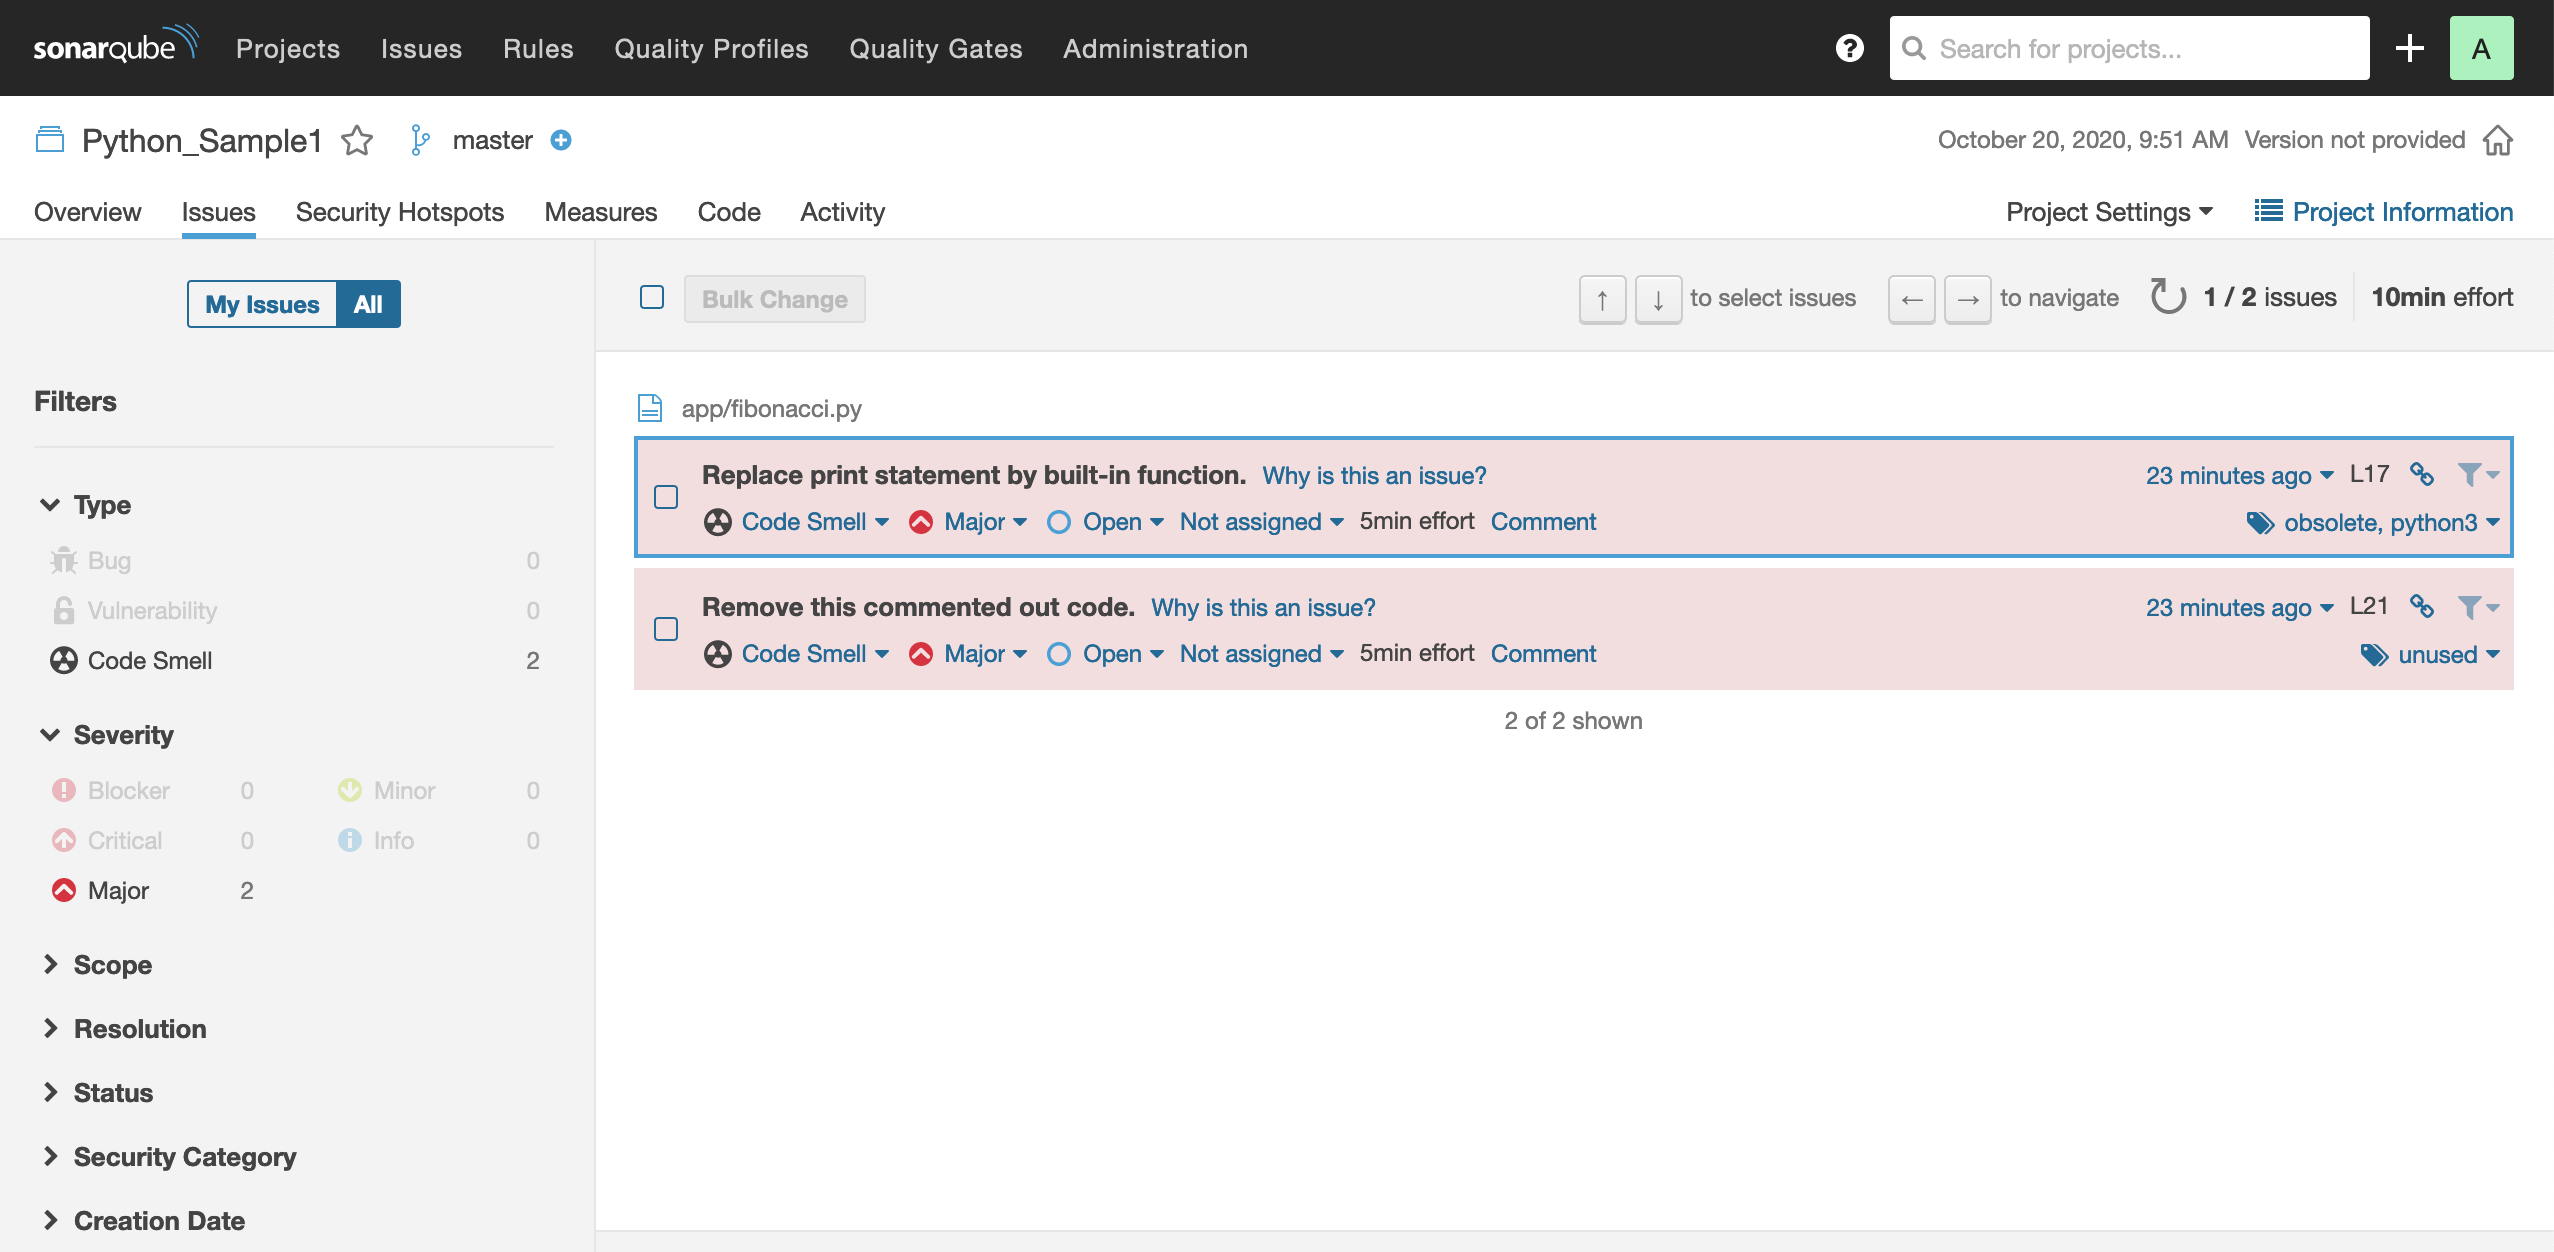 sonarqube Projects Issues Rules Quality Profiles Quality Gates Administration ? Search for projects... + A
Python_Sample1 master October 20, 2020, 9:51 AM Version not provided
Overview Issues Security Hotspots Measures Code Activity Project Settings Project Information
My Issues All
Bulk Change ↑ ↓ to select issues ← → to navigate 1 / 2 issues 10min effort
Filters
Type
Bug 0
Vulnerability 0
Code Smell 2
Severity
Blocker 0 Minor 0
Critical 0 Info 0
Major 2
Scope
Resolution
Status
Security Category
Creation Date
app/fibonacci.py
Replace print statement by built-in function. Why is this an issue? 23 minutes ago L17
Code Smell Major Open Not assigned 5min effort Comment obsolete, python3
Remove this commented out code. Why is this an issue? 23 minutes ago L21
Code Smell Major Open Not assigned 5min effort Comment unused
2 of 2 shown